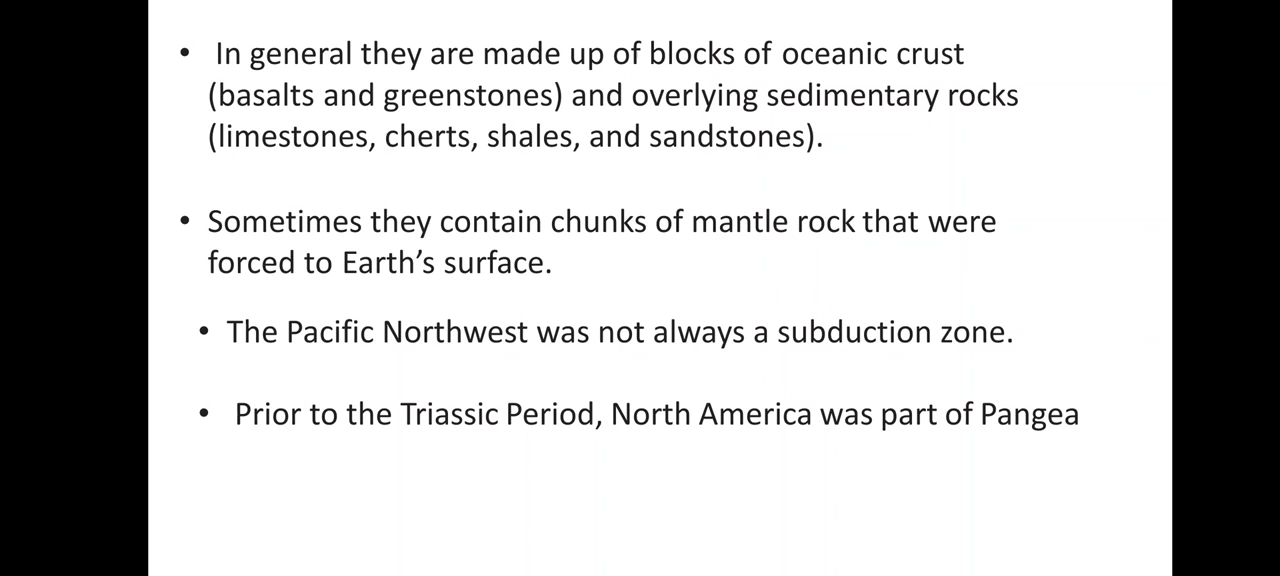 • In general they are made up of blocks of oceanic crust
(basalts and greenstones) and overlying sedimentary rocks
(limestones, cherts, shales, and sandstones).
• Sometimes they contain chunks of mantle rock that were
forced to Earth’s surface.
• The Pacific Northwest was not always a subduction zone.
• Prior to the Triassic Period, North America was part of Pangea